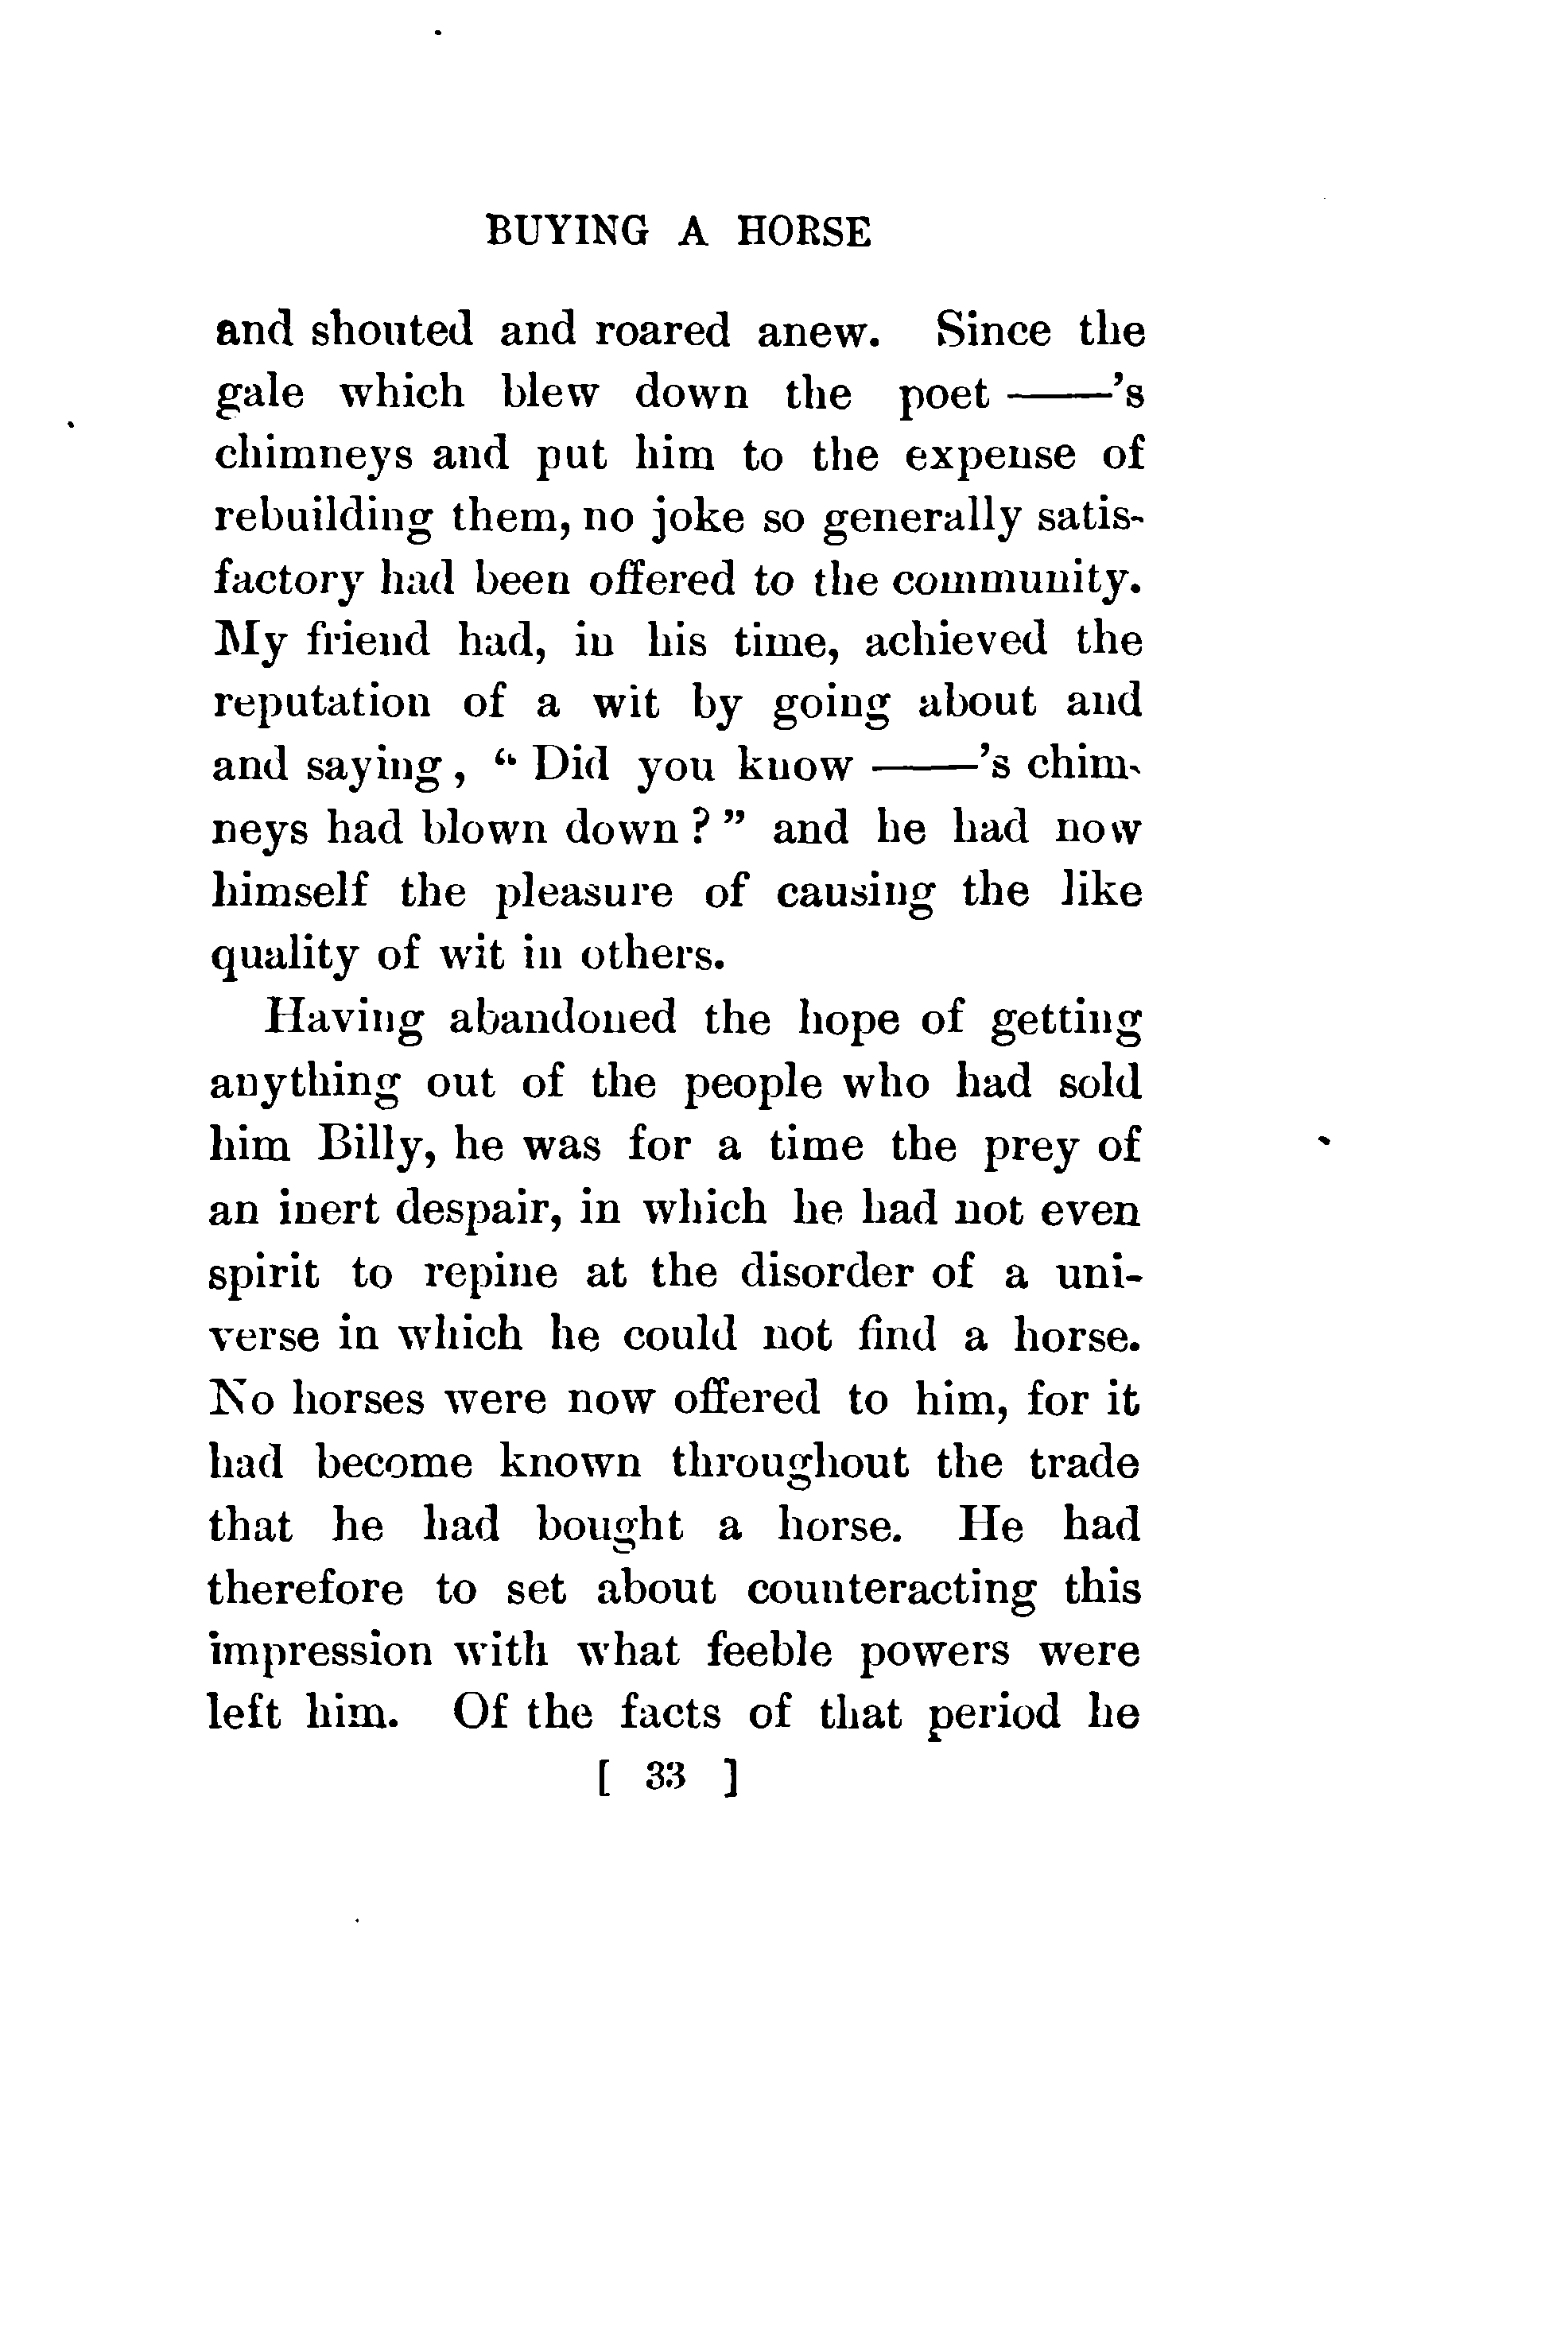 BUYING A HORSE
and shouted and roared anew. Since the
gale which blew down the poet ——'s
chimneys and put him to the expense of
rebuilding them, no joke so generally satis-
factory had been offered to the community.
My friend had, in his time, achieved the
reputation of a wit by going about and
and saying, “Did you know ——'s chim-
neys had blown down?” and he had now
himself the pleasure of causing the like
quality of wit in others.
Having abandoned the hope of getting
anything out of the people who had sold
him Billy, he was for a time the prey of
an inert despair, in which he had not even
spirit to repine at the disorder of a uni-
verse in which he could not find a horse.
No horses were now offered to him, for it
had become known throughout the trade
that he had bought a horse. He had
therefore to set about counteracting this
impression with what feeble powers were
left him. Of the facts of that period he
[ 33 ]